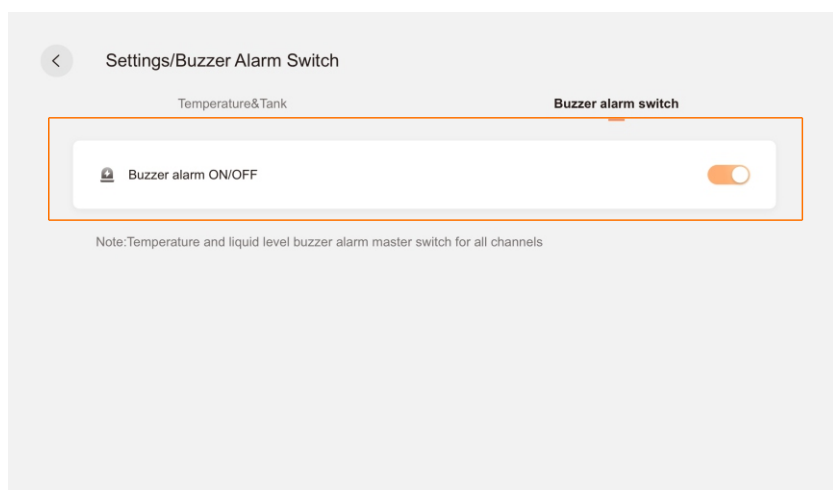 Settings/Buzzer Alarm Switch
Temperature&Tank
Buzzer alarm switch
Buzzer alarm ON/OFF
Note:Temperature and liquid level buzzer alarm master switch for all channels